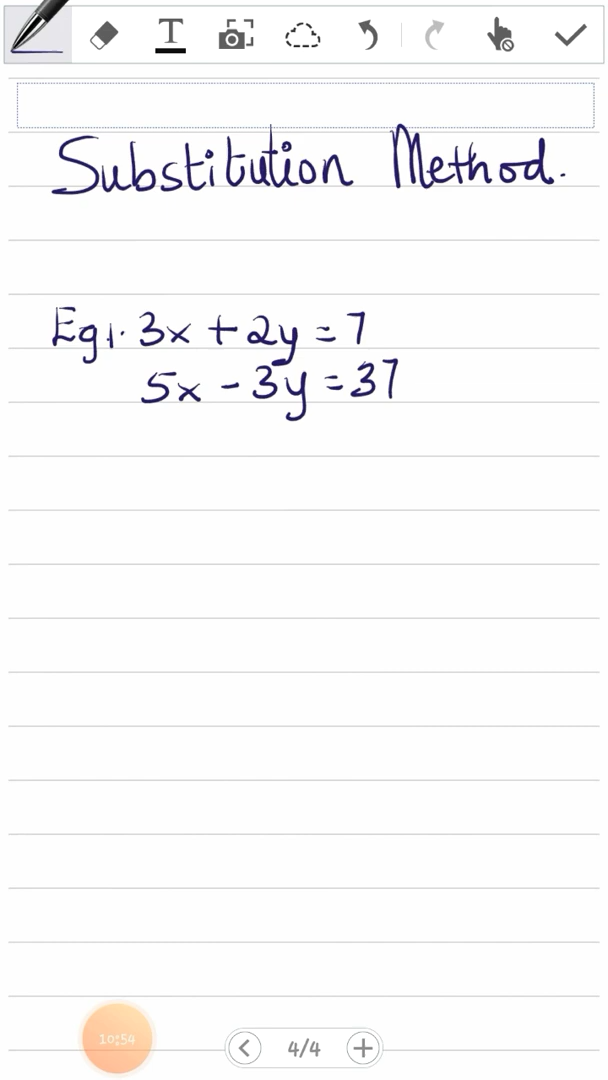 T
Substitution Method.
Eg1. 3x + 2y = 7
5x - 3y = 37
10:54
4/4